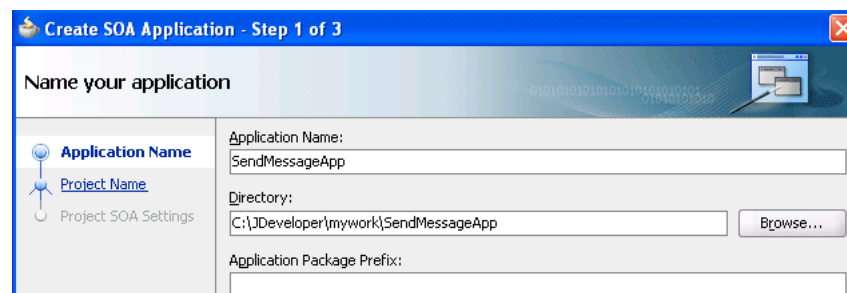 Create SOA Application - Step 1 of 3
Name your application
Application Name
Project Name
Project SOA Settings
Application Name:
SendMessageApp
Directory:
C:\JDeveloper\mywork\SendMessageApp
Browse...
Application Package Prefix: